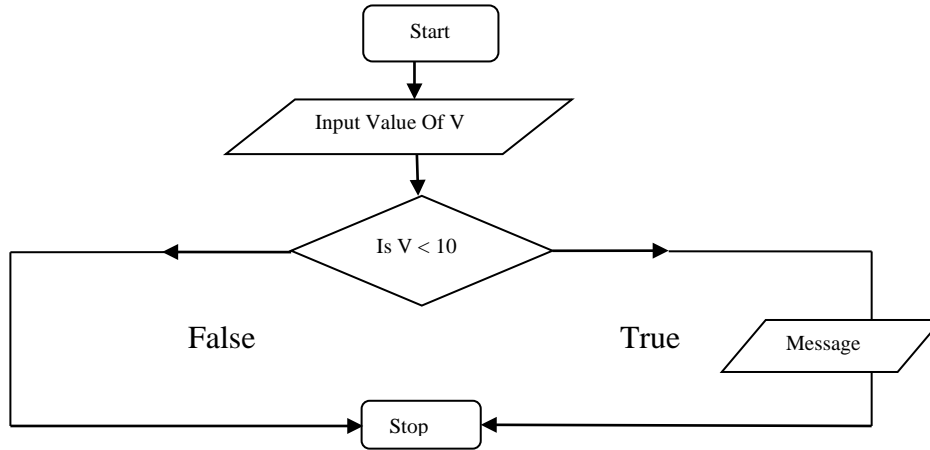 Start
Input Value Of V
Is V < 10
False
True
Message
Stop